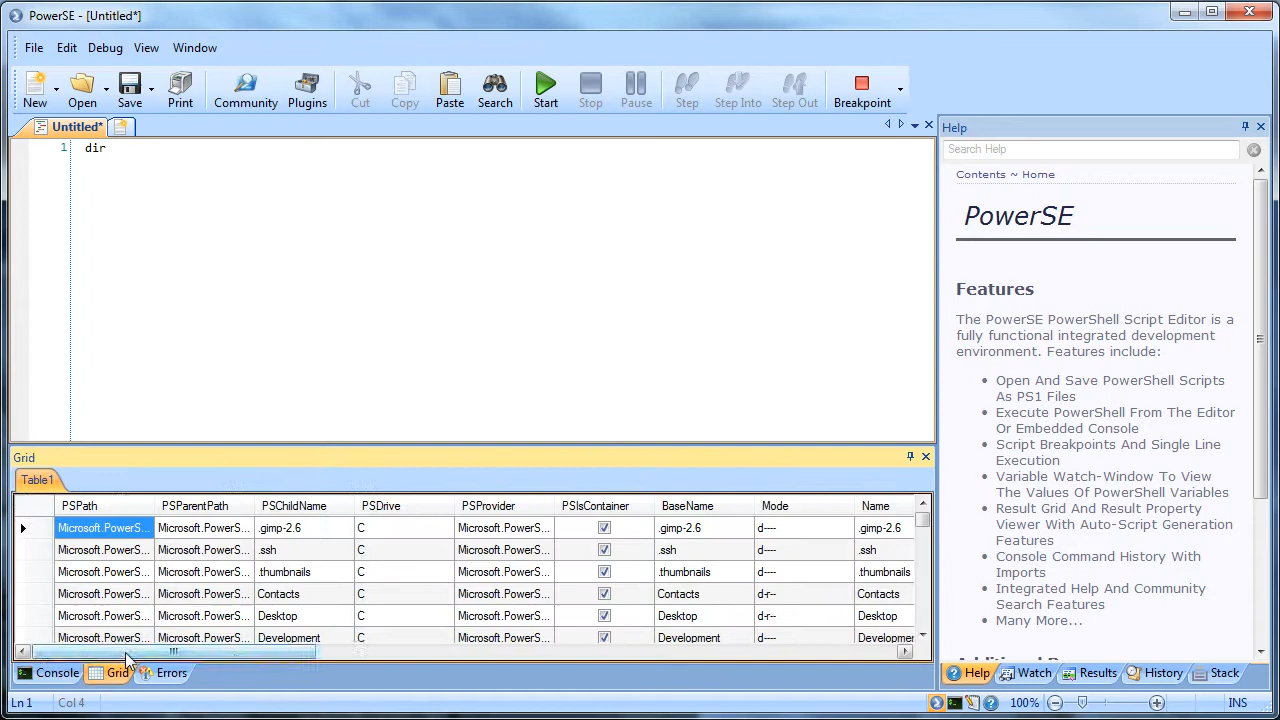 PowerSE - [Untitled*]
File Edit Debug View Window
New Open Save Print Community Plugins Cut Copy Paste Search Start Stop Pause Step Step Into Step Out Breakpoint
Untitled*
1 dir
Help
Search Help
Contents ~ Home
PowerSE
Features
The PowerSE PowerShell Script Editor is a
fully functional integrated development
environment. Features include:
• Open And Save PowerShell Scripts
As PS1 Files
• Execute PowerShell From The Editor
Or Embedded Console
• Script Breakpoints And Single Line
Execution
• Variable Watch-Window To View
The Values Of PowerShell Variables
• Result Grid And Result Property
Viewer With Auto-Script Generation
Features
• Console Command History With
Imports
• Integrated Help And Community
Search Features
• Many More...
Grid
Table1
PSPath PSParentPath PSChildName PSDrive PSProvider PSIsContainer BaseName Mode Name
Microsoft.PowerS... Microsoft.PowerS... .gimp-2.6 C Microsoft.PowerS... .gimp-2.6 d---- .gimp-2.6
Microsoft.PowerS... Microsoft.PowerS... .ssh C Microsoft.PowerS... .ssh d---- .ssh
Microsoft.PowerS... Microsoft.PowerS... .thumbnails C Microsoft.PowerS... .thumbnails d---- .thumbnails
Microsoft.PowerS... Microsoft.PowerS... Contacts C Microsoft.PowerS... Contacts d-r-- Contacts
Microsoft.PowerS... Microsoft.PowerS... Desktop C Microsoft.PowerS... Desktop d-r-- Desktop
Microsoft.PowerS... Microsoft.PowerS... Development C Microsoft.PowerS... Development d---- Developmer
Console Grid Errors
Help Watch Results History Stack
Ln 1 Col 4 100% INS